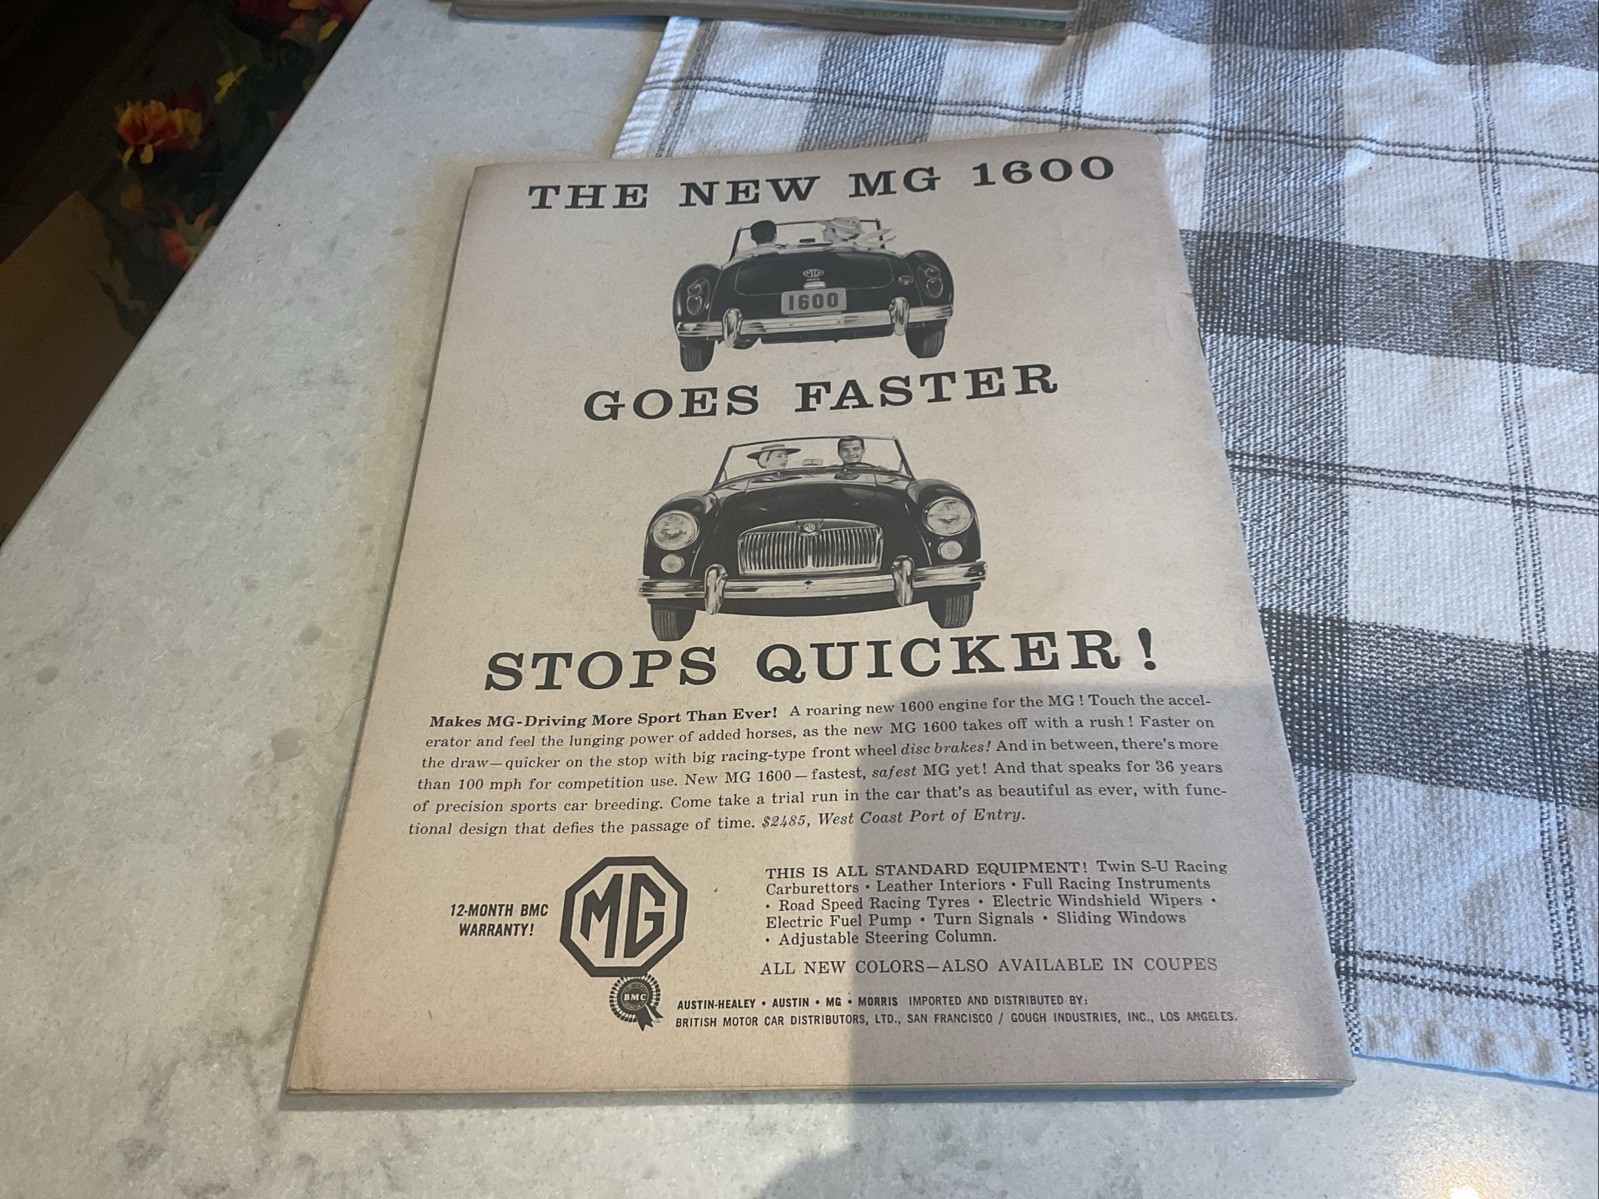 THE NEW MG 1600
MG
1600
GOES FASTER
MG
STOPS QUICKER!
Makes MG-Driving More Sport Than Ever! A roaring new 1600 engine for the MG! Touch the accel-
erator and feel the lunging power of added horses, as the new MG 1600 takes off with a rush! Faster on
the draw—quicker on the stop with big racing-type front wheel disc brakes! And in between, there's more
than 100 mph for competition use. New MG 1600—fastest, safest MG yet! And that speaks for 36 years
of precision sports car breeding. Come take a trial run in the car that's as beautiful as ever, with func-
tional design that defies the passage of time. $2485, West Coast Port of Entry.
12-MONTH BMC
WARRANTY!
MG
THIS IS ALL STANDARD EQUIPMENT! Twin S-U Racing
Carburettors • Leather Interiors • Full Racing Instruments
• Road Speed Racing Tyres • Electric Windshield Wipers •
Electric Fuel Pump • Turn Signals • Sliding Windows
• Adjustable Steering Column.
ALL NEW COLORS—ALSO AVAILABLE IN COUPES
BMC
AUSTIN-HEALEY • AUSTIN • MG • MORRIS IMPORTED AND DISTRIBUTED BY:
BRITISH MOTOR CAR DISTRIBUTORS, LTD., SAN FRANCISCO / GOUGH INDUSTRIES, INC., LOS ANGELES.